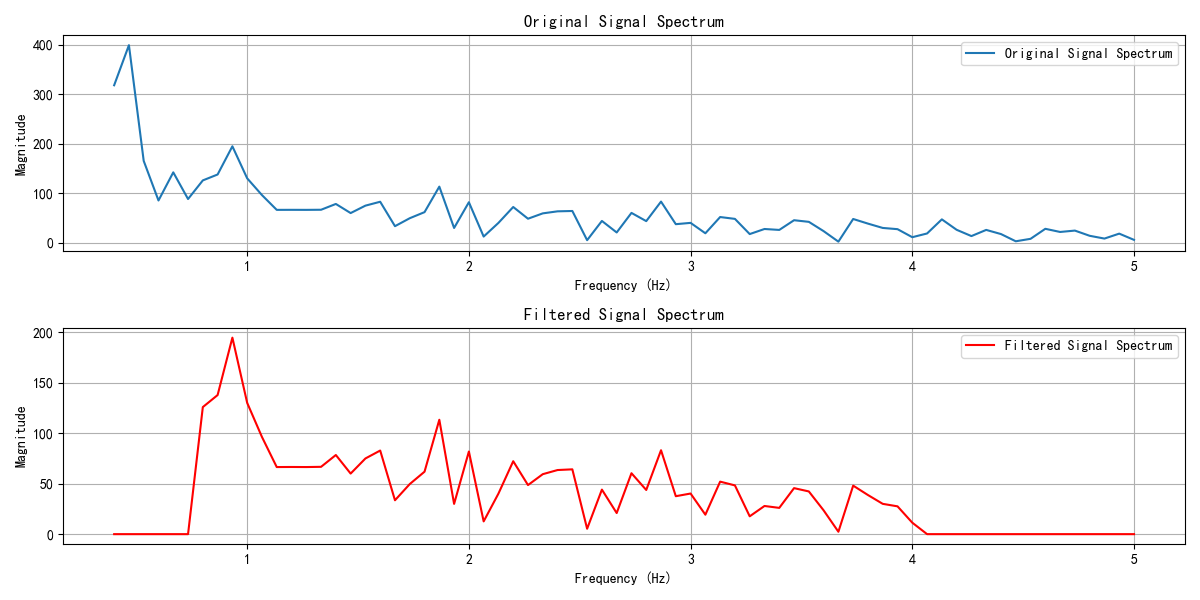 Original Signal Spectrum
400
300
200
100
0
Magnitude
Original Signal Spectrum
1 2 3 4 5
Frequency (Hz)
Filtered Signal Spectrum
200
150
100
50
0
Magnitude
Filtered Signal Spectrum
1 2 3 4 5
Frequency (Hz)